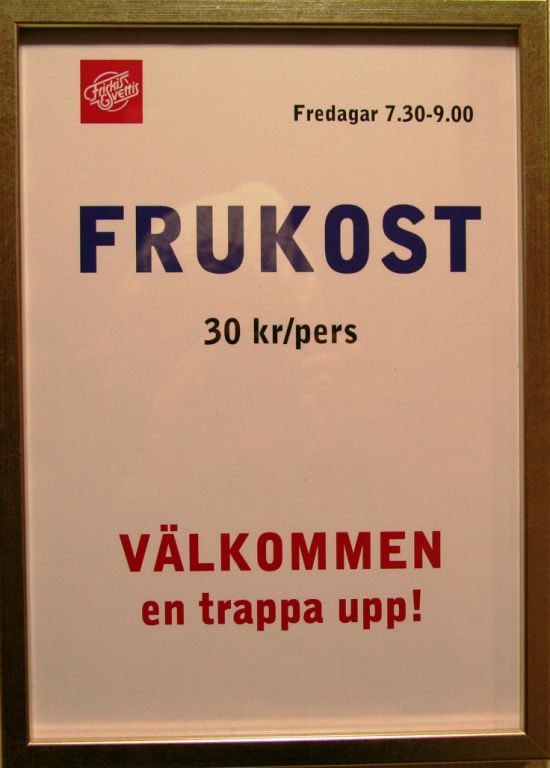 Friskis
& Svettis
Fredagar 7.30-9.00
FRUKOST
30 kr/pers
VÄLKOMMEN
en trappa upp!